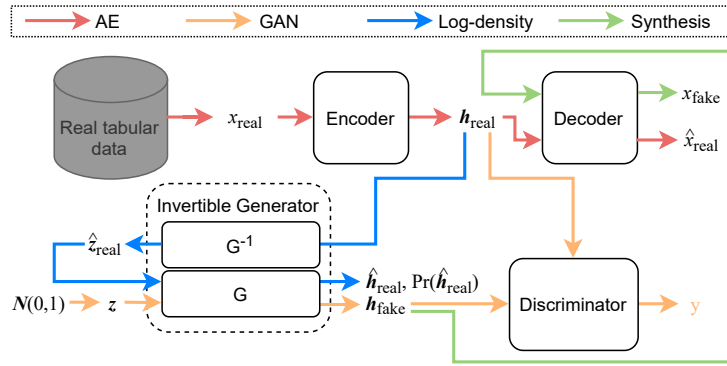 AE GAN Log-density Synthesis
Real tabular
data
x_real
Encoder
h_real
Decoder
x_fake
x̂_real
Invertible Generator
ẑ_real
G⁻¹
G
N(0,1)
z
ĥ_real, Pr(ĥ_real)
h_fake
Discriminator
y